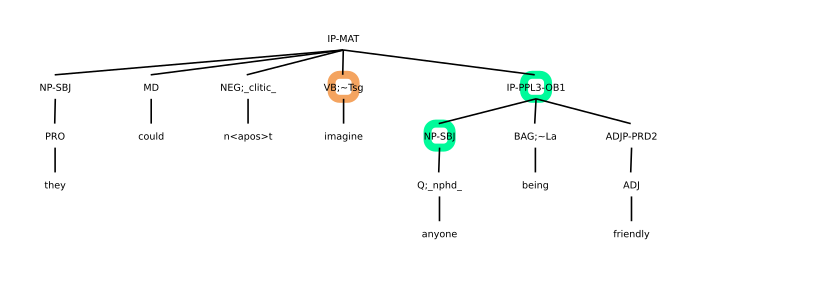 IP-MAT
NP-SBJ MD NEG;_clitic_ VB;~Tsg IP-PPL3-OB1
PRO could n<apos>t imagine NP-SBJ BAG;~La ADJP-PRD2
they Q;_nphd_ being ADJ
anyone friendly